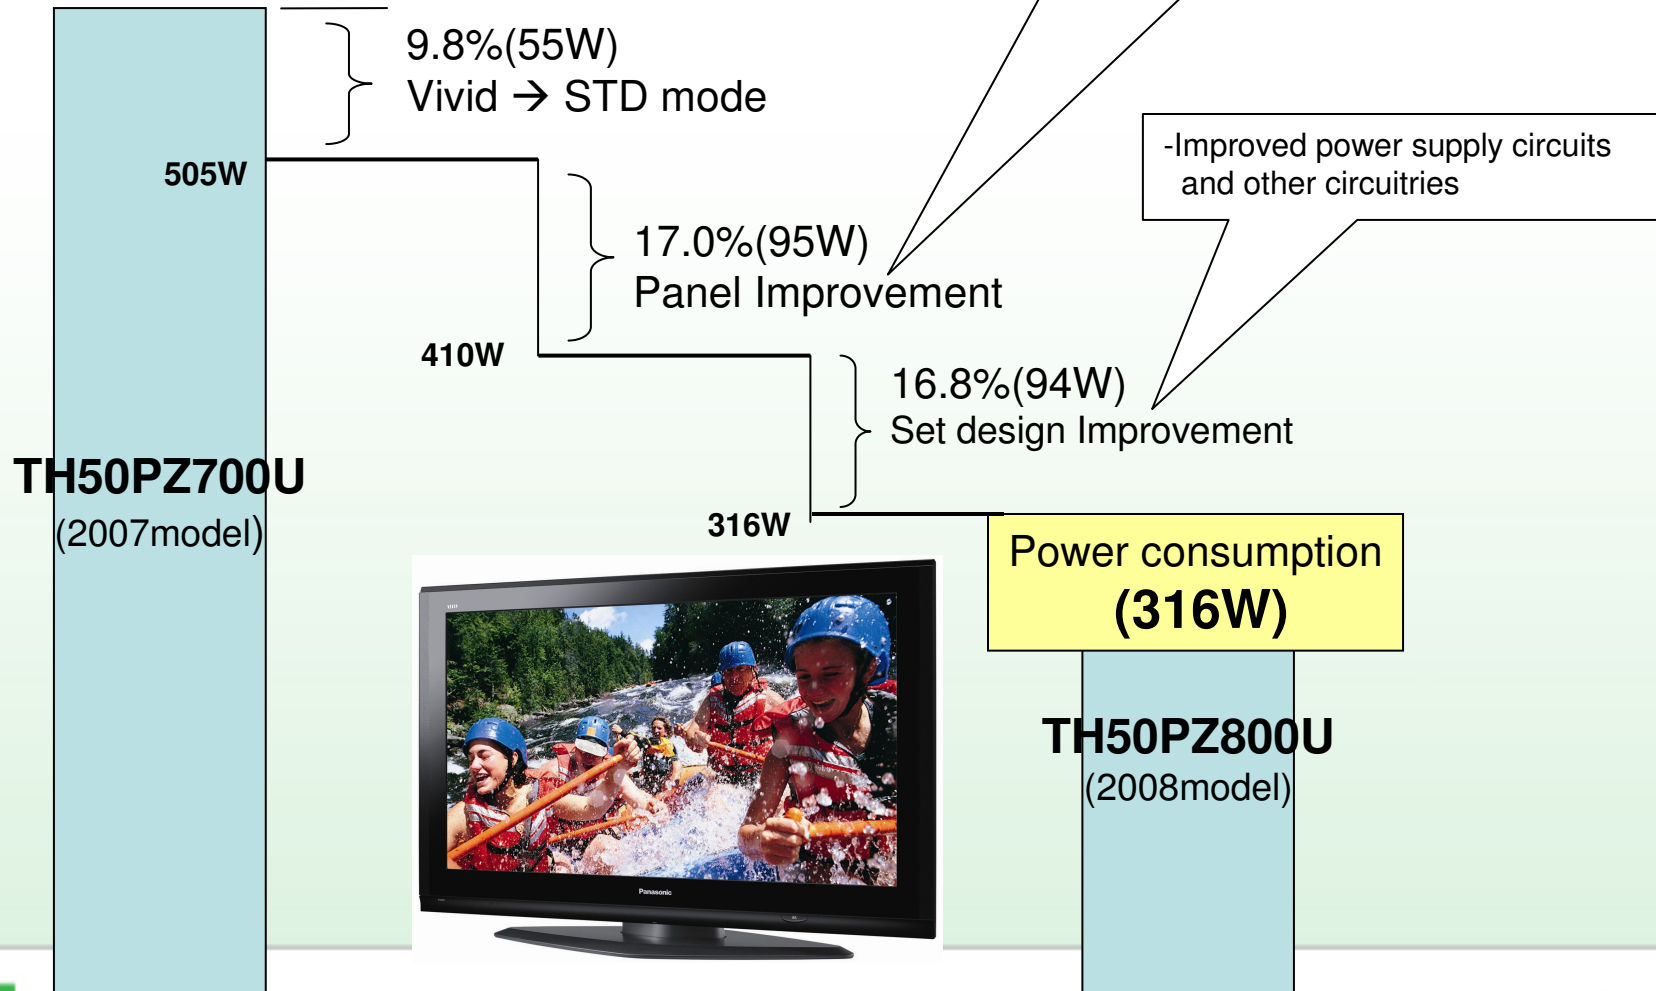 9.8%(55W)
Vivid → STD mode
505W
-Improved power supply circuits
and other circuitries
17.0%(95W)
Panel Improvement
410W
16.8%(94W)
Set design Improvement
TH50PZ700U
(2007model)
316W
Power consumption
(316W)
TH50PZ800U
(2008model)
Panasonic